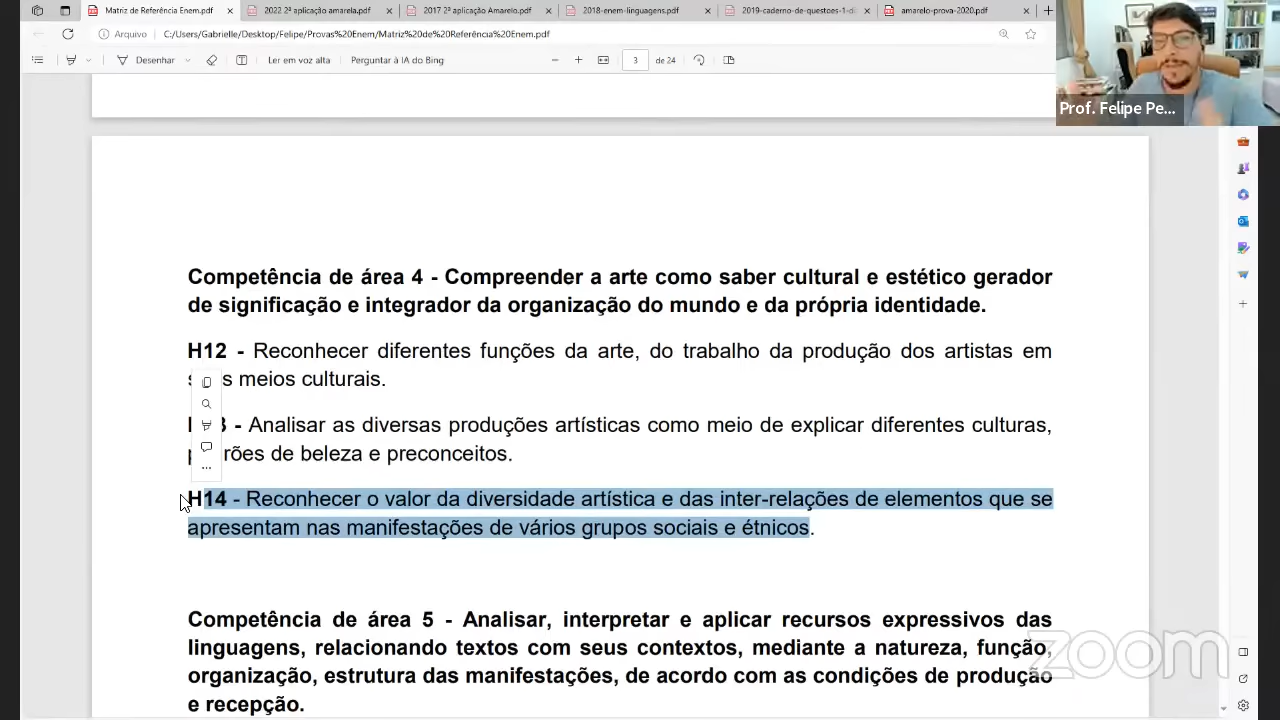 Matriz de Referência Enem.pdf
2022 2ª aplicação amarela.pdf
2017 2ª aplicação Amarelo.pdf
2018-enem-linguagens.pdf
2019-caderno-de-questoes-1-di
amarelo-prova-2020.pdf
Arquivo
C:/Users/Gabrielle/Desktop/Felipe/Provas%20Enem/Matriz%20de%20Referência%20Enem.pdf
Desenhar
Ler em voz alta
Perguntar à IA do Bing
3
de 24
Prof. Felipe Pe...
Competência de área 4 - Compreender a arte como saber cultural e estético gerador
de significação e integrador da organização do mundo e da própria identidade.
H12 - Reconhecer diferentes funções da arte, do trabalho da produção dos artistas em
meios culturais.
- Analisar as diversas produções artísticas como meio de explicar diferentes culturas,
de beleza e preconceitos.
H14 - Reconhecer o valor da diversidade artística e das inter-relações de elementos que se
apresentam nas manifestações de vários grupos sociais e étnicos.
Competência de área 5 - Analisar, interpretar e aplicar recursos expressivos das
linguagens, relacionando textos com seus contextos, mediante a natureza, função,
organização, estrutura das manifestações, de acordo com as condições de produção
e recepção.
zoom